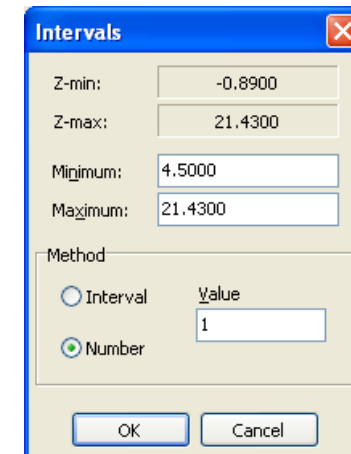 Intervals
Z-min: -0.8900
Z-max: 21.4300
Minimum: 4.5000
Maximum: 21.4300
Method
Interval Value
1
Number
OK Cancel